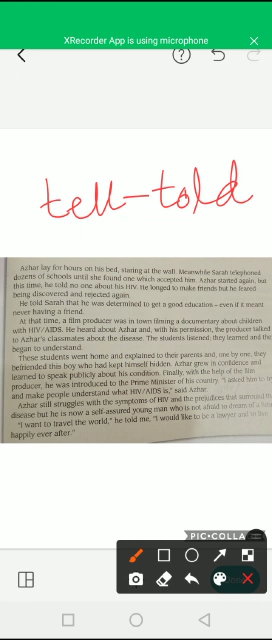 XRecorder App is using microphone
tell-told
Azhar lay for hours on his bed, staring at the wall. Meanwhile Sarah telephoned
dozens of schools until she found one which accepted him. Azhar started again, but
this time, he told no one about his HIV. He longed to make friends but he feared
being discovered and rejected again.
He told Sarah that he was determined to get a good education – even if it meant
never having a friend.
At that time, a film producer was in town filming a documentary about children
with HIV/AIDS. He heard about Azhar and, with his permission, the producer talked
to Azhar's classmates about the disease. The students listened; they learned and the
began to understand.
These students went home and explained to their parents and, one by one, they
befriended this boy who had kept himself hidden. Azhar grew in confidence and
learned to speak publicly about his condition. Finally, with the help of the film
producer, he was introduced to the Prime Minister of his country. "I asked him to try
and make people understand what HIV/AIDS is," said Azhar.
Azhar still struggles with the symptoms of HIV and the prejudices that surround th
disease but he is now a self-assured young man who is not afraid to dream of a
"I want to travel the world," he told me, "I would like to be a lawyer and to live
happily ever after."
PIC•COLLA